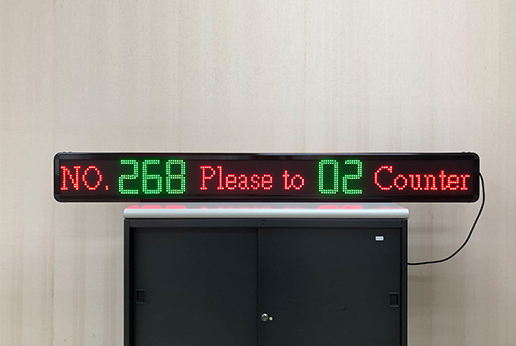 NO. 268 Please to 02 Counter